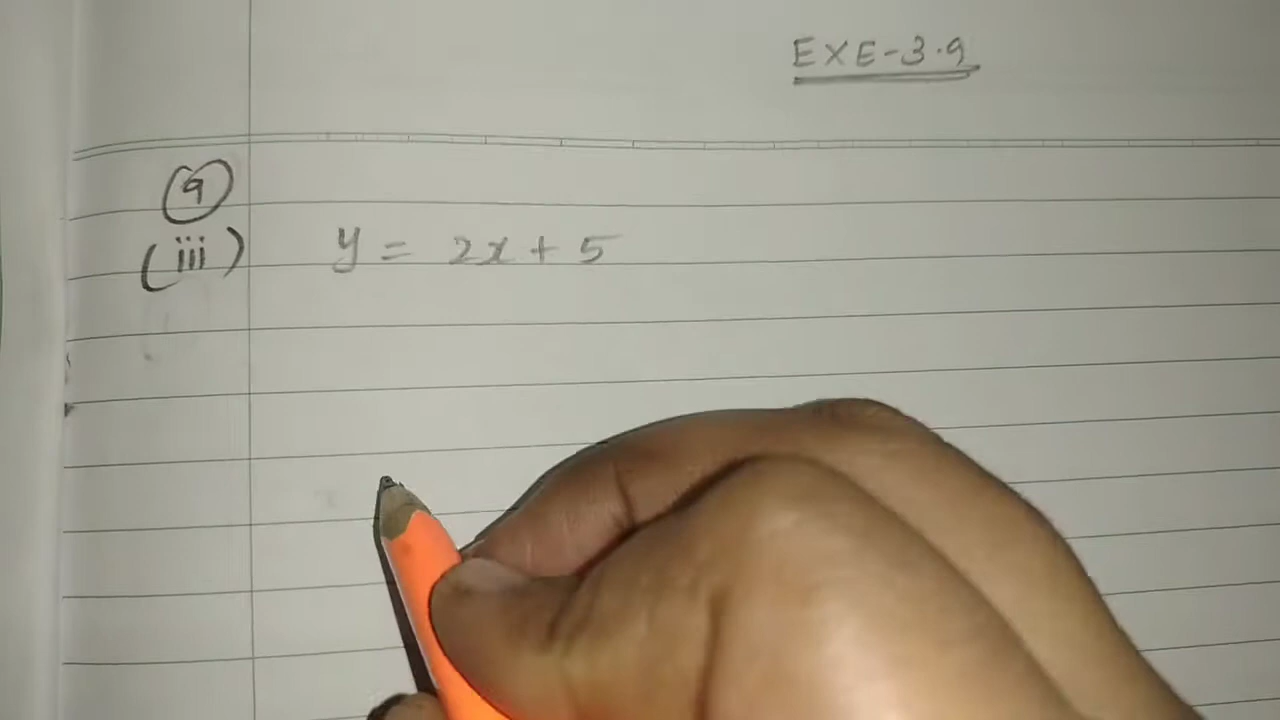 EXE-3.9
9
(iii) y = 2x + 5